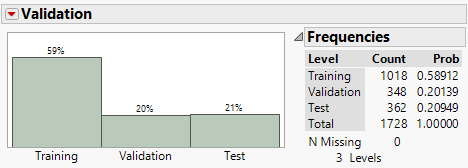 Validation
59%
20%
21%
Training Validation Test
Frequencies
Level Count Prob
Training 1018 0.58912
Validation 348 0.20139
Test 362 0.20949
Total 1728 1.00000
N Missing 0
3 Levels